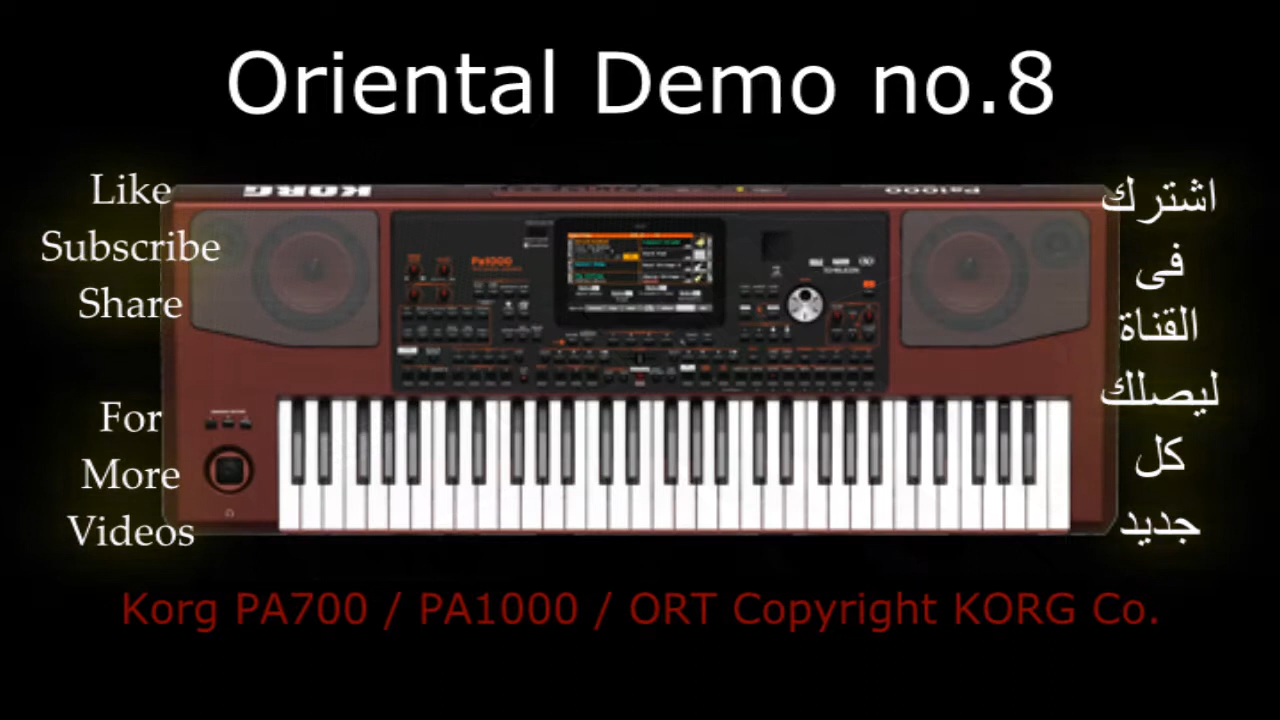 Oriental Demo no.8
Like
Subscribe
Share
For
More
Videos
KORG
Pa1000
Pa1000
اشترك
فى
القناة
ليصلك
كل
جديد
Korg PA700 / PA1000 / ORT Copyright KORG Co.